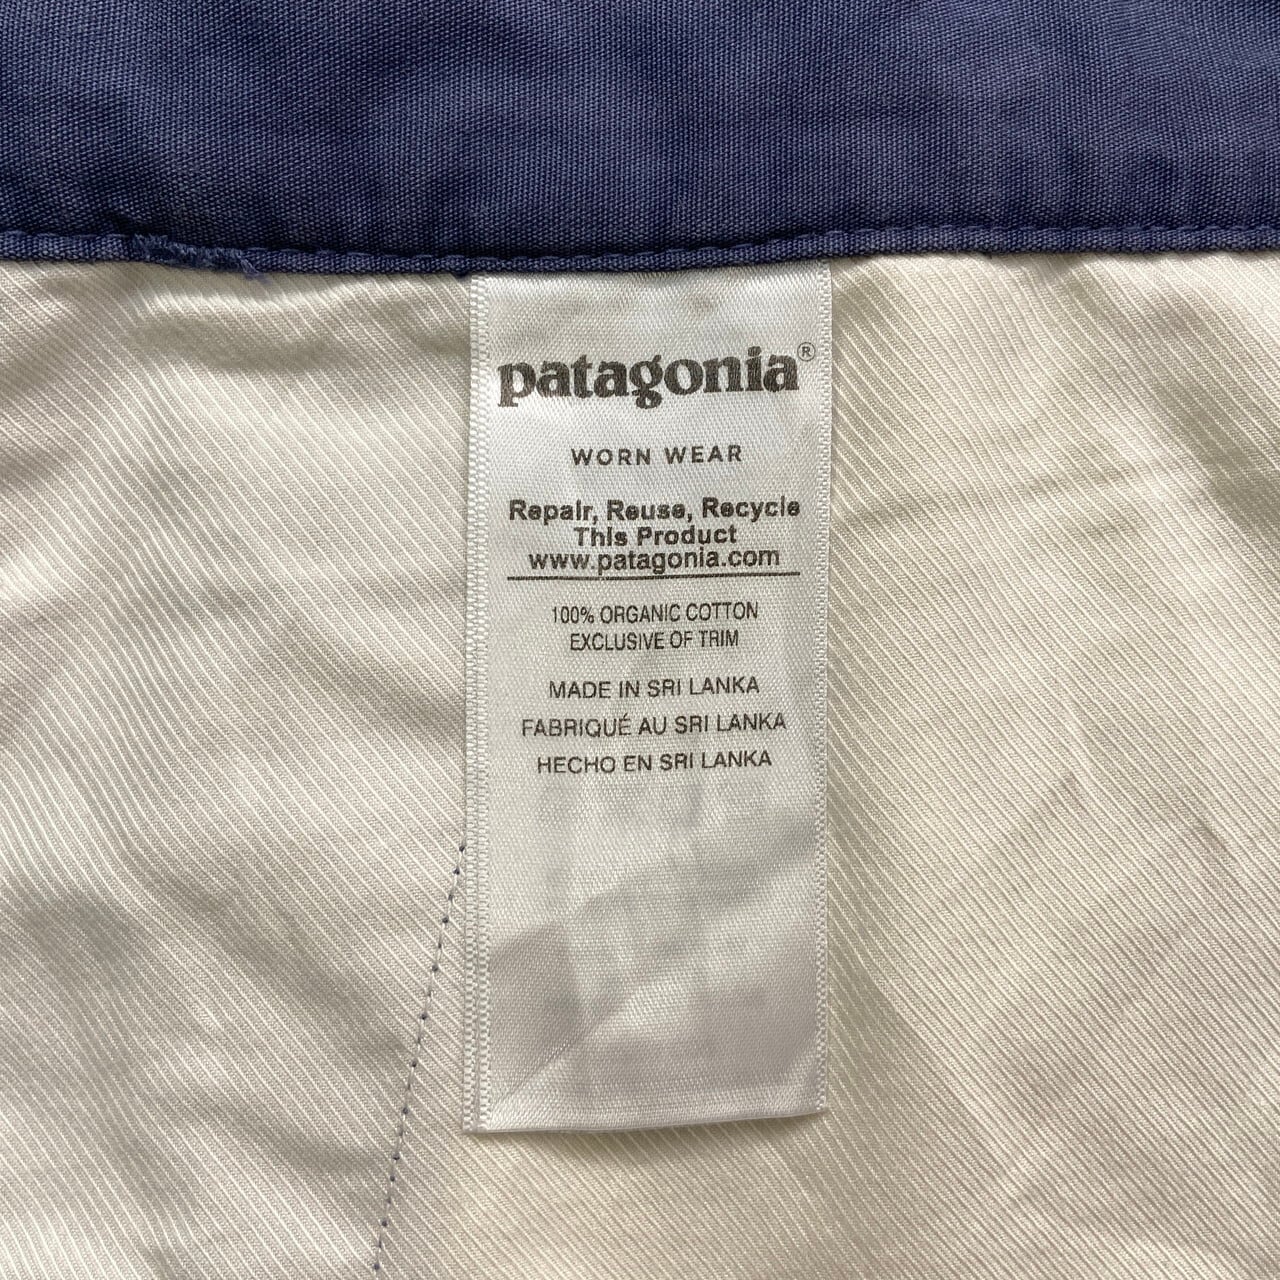 patagonia®
WORN WEAR
Repair, Reuse, Recycle
This Product
www.patagonia.com
100% ORGANIC COTTON
EXCLUSIVE OF TRIM
MADE IN SRI LANKA
FABRIQUÉ AU SRI LANKA
HECHO EN SRI LANKA